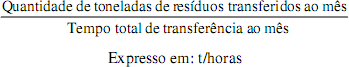 Quantidade de toneladas de resíduos transferidos ao mês
Tempo total de transferência ao mês
Expresso em: t/horas